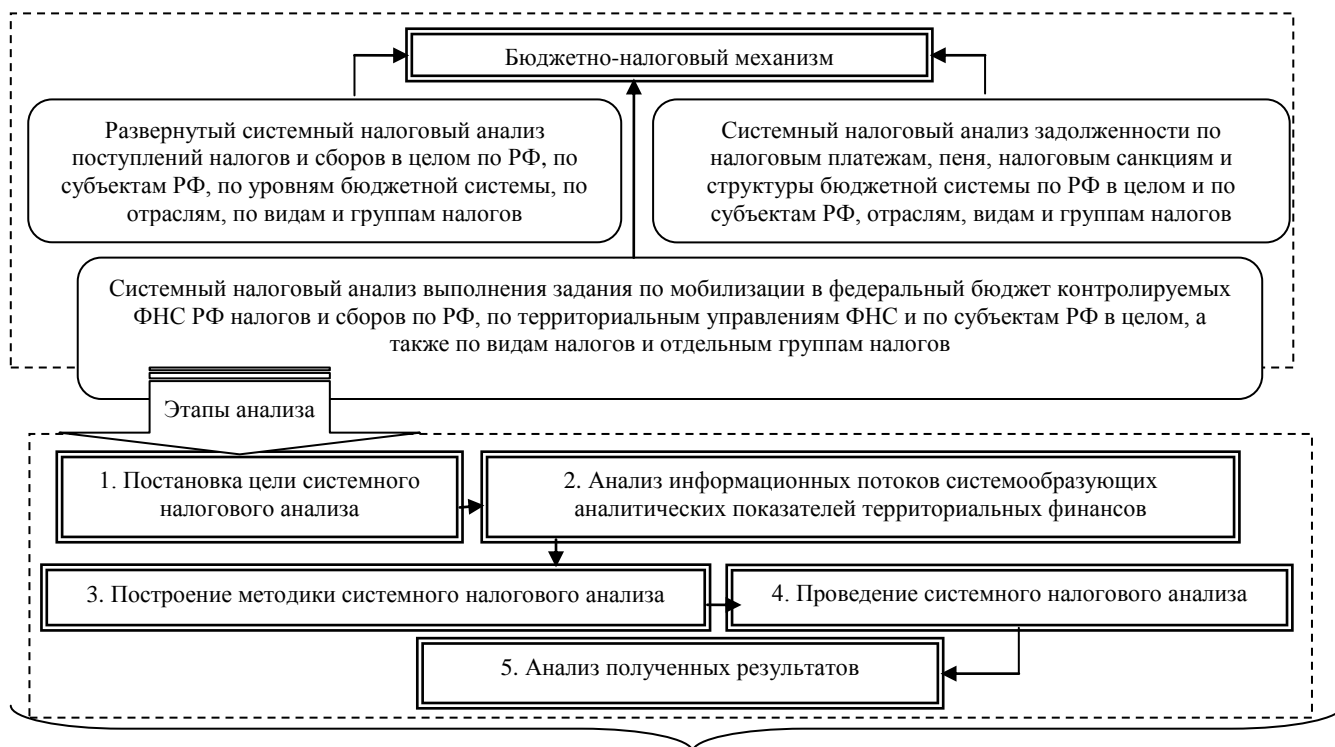 Бюджетно-налоговый механизм
Развернутый системный налоговый анализ
поступлений налогов и сборов в целом по РФ, по
субъектам РФ, по уровням бюджетной системы, по
отраслям, по видам и группам налогов
Системный налоговый анализ задолженности по
налоговым платежам, пеня, налоговым санкциям и
структуры бюджетной системы по РФ в целом и по
субъектам РФ, отраслям, видам и группам налогов
Системный налоговый анализ выполнения задания по мобилизации в федеральный бюджет контролируемых
ФНС РФ налогов и сборов по РФ, по территориальным управлениям ФНС и по субъектам РФ в целом, а
также по видам налогов и отдельным группам налогов
Этапы анализа
1. Постановка цели системного
налогового анализа
2. Анализ информационных потоков системообразующих
аналитических показателей территориальных финансов
3. Построение методики системного налогового анализа
4. Проведение системного налогового анализа
5. Анализ полученных результатов